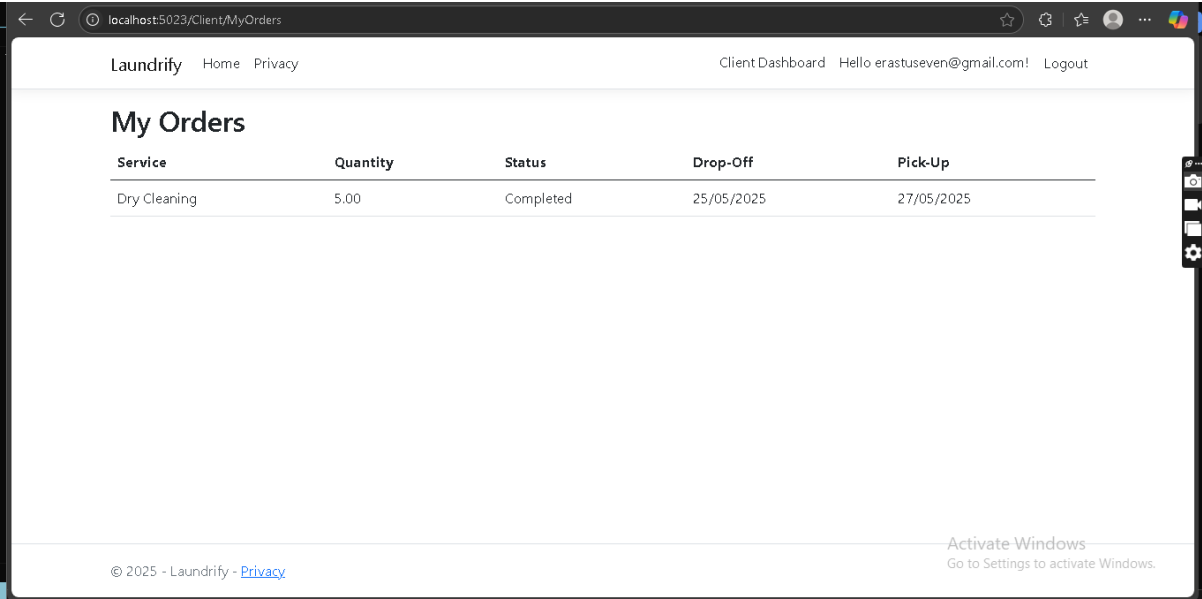 localhost:5023/Client/MyOrders
Laundrify Home Privacy Client Dashboard Hello erastuseven@gmail.com! Logout
My Orders
Service Quantity Status Drop-Off Pick-Up
Dry Cleaning 5.00 Completed 25/05/2025 27/05/2025
Activate Windows
Go to Settings to activate Windows.
© 2025 - Laundrify - Privacy